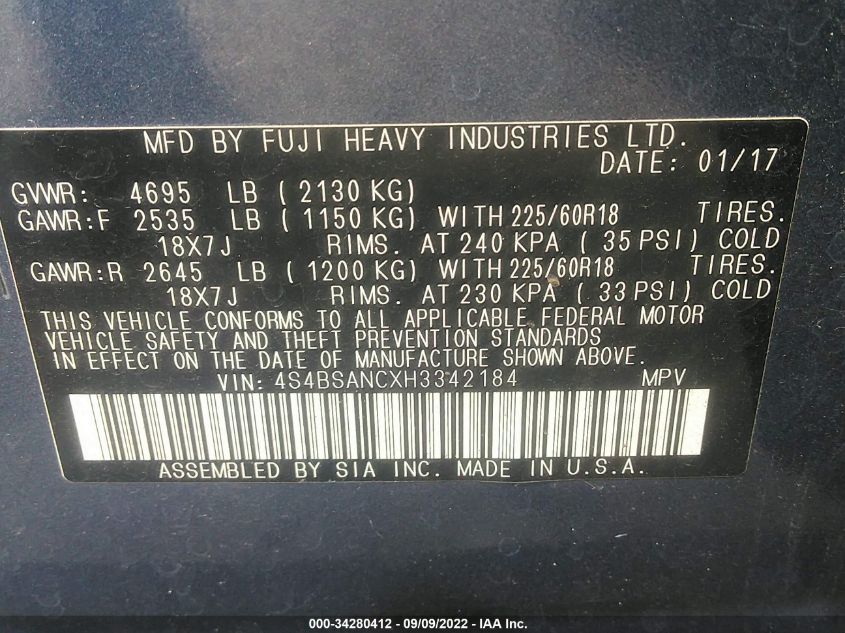 MFD BY FUJI HEAVY INDUSTRIES LTD.
DATE: 01/17
GVWR: 4695 LB ( 2130 KG)
GAWR:F 2535 LB ( 1150 KG) WITH 225/60R18 TIRES.
18X7J RIMS. AT 240 KPA ( 35 PSI) COLD
GAWR:R 2645 LB ( 1200 KG) WITH 225/60R18 TIRES.
18X7J RIMS. AT 230 KPA ( 33 PSI) COLD
THIS VEHICLE CONFORMS TO ALL APPLICABLE FEDERAL MOTOR
VEHICLE SAFETY AND THEFT PREVENTION STANDARDS
IN EFFECT ON THE DATE OF MANUFACTURE SHOWN ABOVE.
VIN: 4S4BSANCXH3342184 MPV
ASSEMBLED BY SIA INC. MADE IN U.S.A.
000-34280412 - 09/09/2022 - IAA Inc.